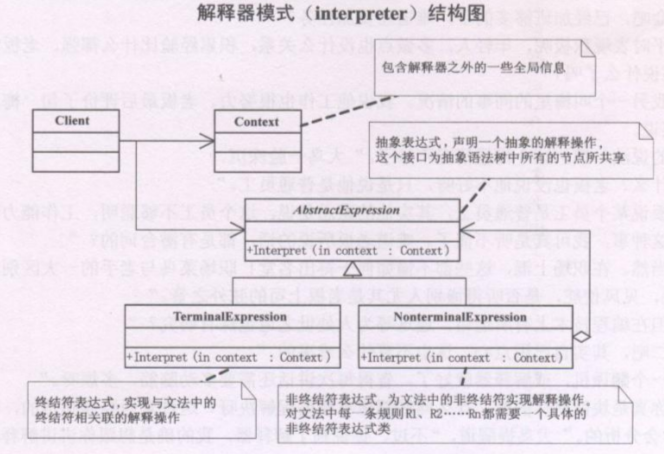 解释器模式（interpreter）结构图
包含解释器之外的一些全局信息
Client
Context
抽象表达式，声明一个抽象的解释操作，
这个接口为抽象语法树中所有的节点所共享
AbstractExpression
+Interpret（in context : Context）
TerminalExpression
NonterminalExpression
+Interpret（in context : Context）
+Interpret（in context : Context）
终结符表达式，实现与文法中的
终结符相关联的解释操作
非终结符表达式，为文法中的非终结符实现解释操作，
对文法中每一条规则R1、R2……Rn都需要一个具体的
非终结符表达式类